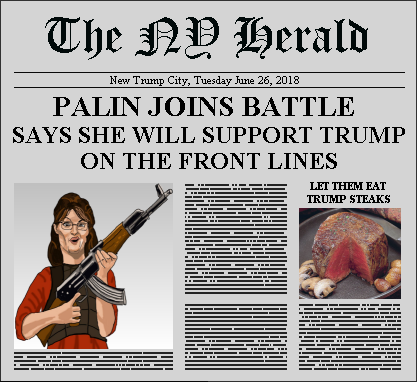 The NY Herald
New Trump City, Tuesday June 26, 2018
PALIN JOINS BATTLE
SAYS SHE WILL SUPPORT TRUMP
ON THE FRONT LINES
LET THEM EAT
TRUMP STEAKS